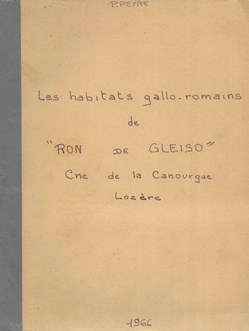 P.PEYRE
Les habitats gallo-romains
de
"RON DE GLEISO"
Cne de la Canourgue
Lozère
1966